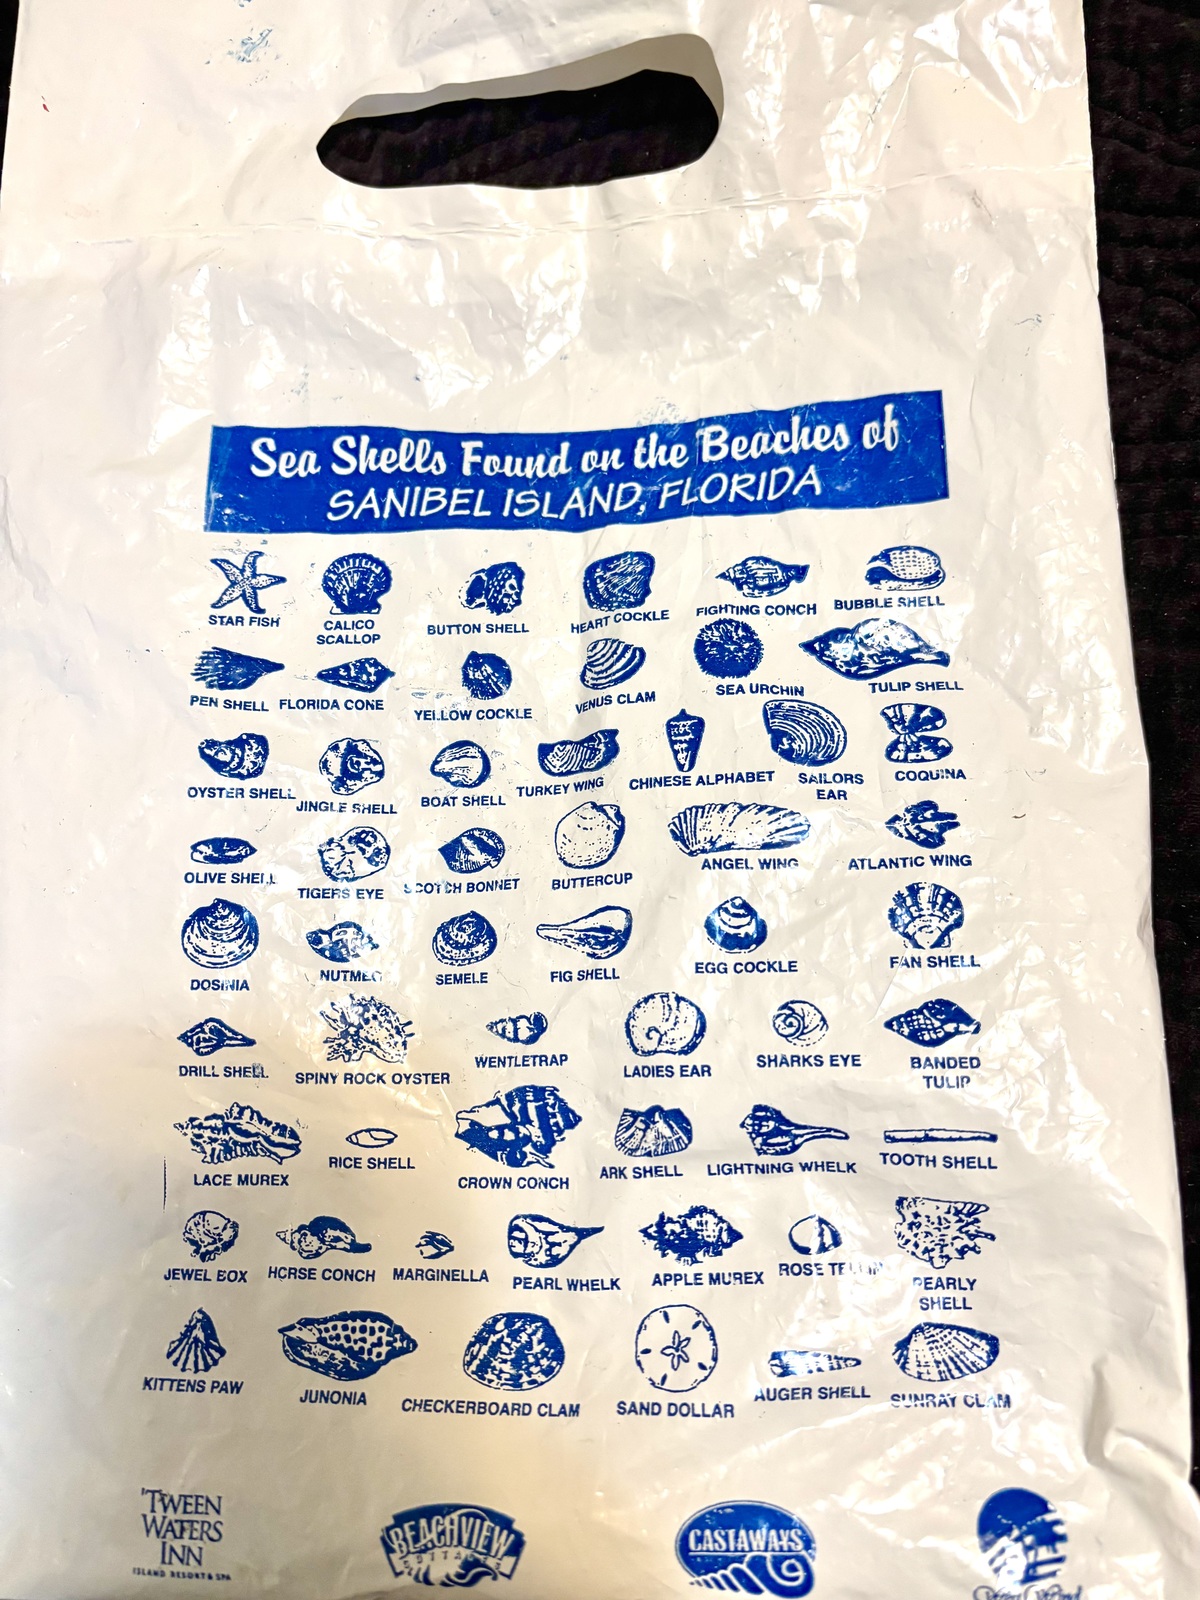 Sea Shells Found on the Beaches of
SANIBEL ISLAND, FLORIDA
STAR FISH
CALICO
SCALLOP
BUTTON SHELL
HEART COCKLE
FIGHTING CONCH
BUBBLE SHELL
PEN SHELL
FLORIDA CONE
YELLOW COCKLE
VENUS CLAM
SEA URCHIN
TULIP SHELL
OYSTER SHELL
JINGLE SHELL
BOAT SHELL
TURKEY WING
CHINESE ALPHABET
SAILORS
EAR
COQUINA
OLIVE SHELL
TIGERS EYE
SCOTCH BONNET
BUTTERCUP
ANGEL WING
ATLANTIC WING
DOSINIA
NUTMEG
SEMELE
FIG SHELL
EGG COCKLE
FAN SHELL
DRILL SHELL
SPINY ROCK OYSTER
WENTLETRAP
LADIES EAR
SHARKS EYE
BANDED
TULIP
LACE MUREX
RICE SHELL
CROWN CONCH
ARK SHELL
LIGHTNING WHELK
TOOTH SHELL
JEWEL BOX
HORSE CONCH
MARGINELLA
PEARL WHELK
APPLE MUREX
ROSE TELLIN
PEARLY
SHELL
KITTENS PAW
JUNONIA
CHECKERBOARD CLAM
SAND DOLLAR
AUGER SHELL
SUNRAY CLAM
'TWEEN
WATERS
INN
ISLAND RESORT & SPA
BEACHVIEW
COTTAGES
CASTAWAYS